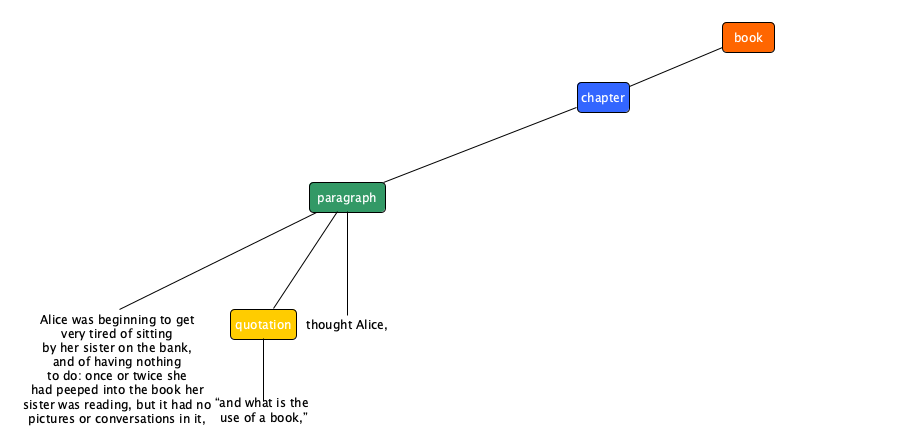 book
chapter
paragraph
Alice was beginning to get
very tired of sitting
by her sister on the bank,
and of having nothing
to do: once or twice she
had peeped into the book her
sister was reading, but it had no
pictures or conversations in it,
quotation
“and what is the
use of a book,”
thought Alice,